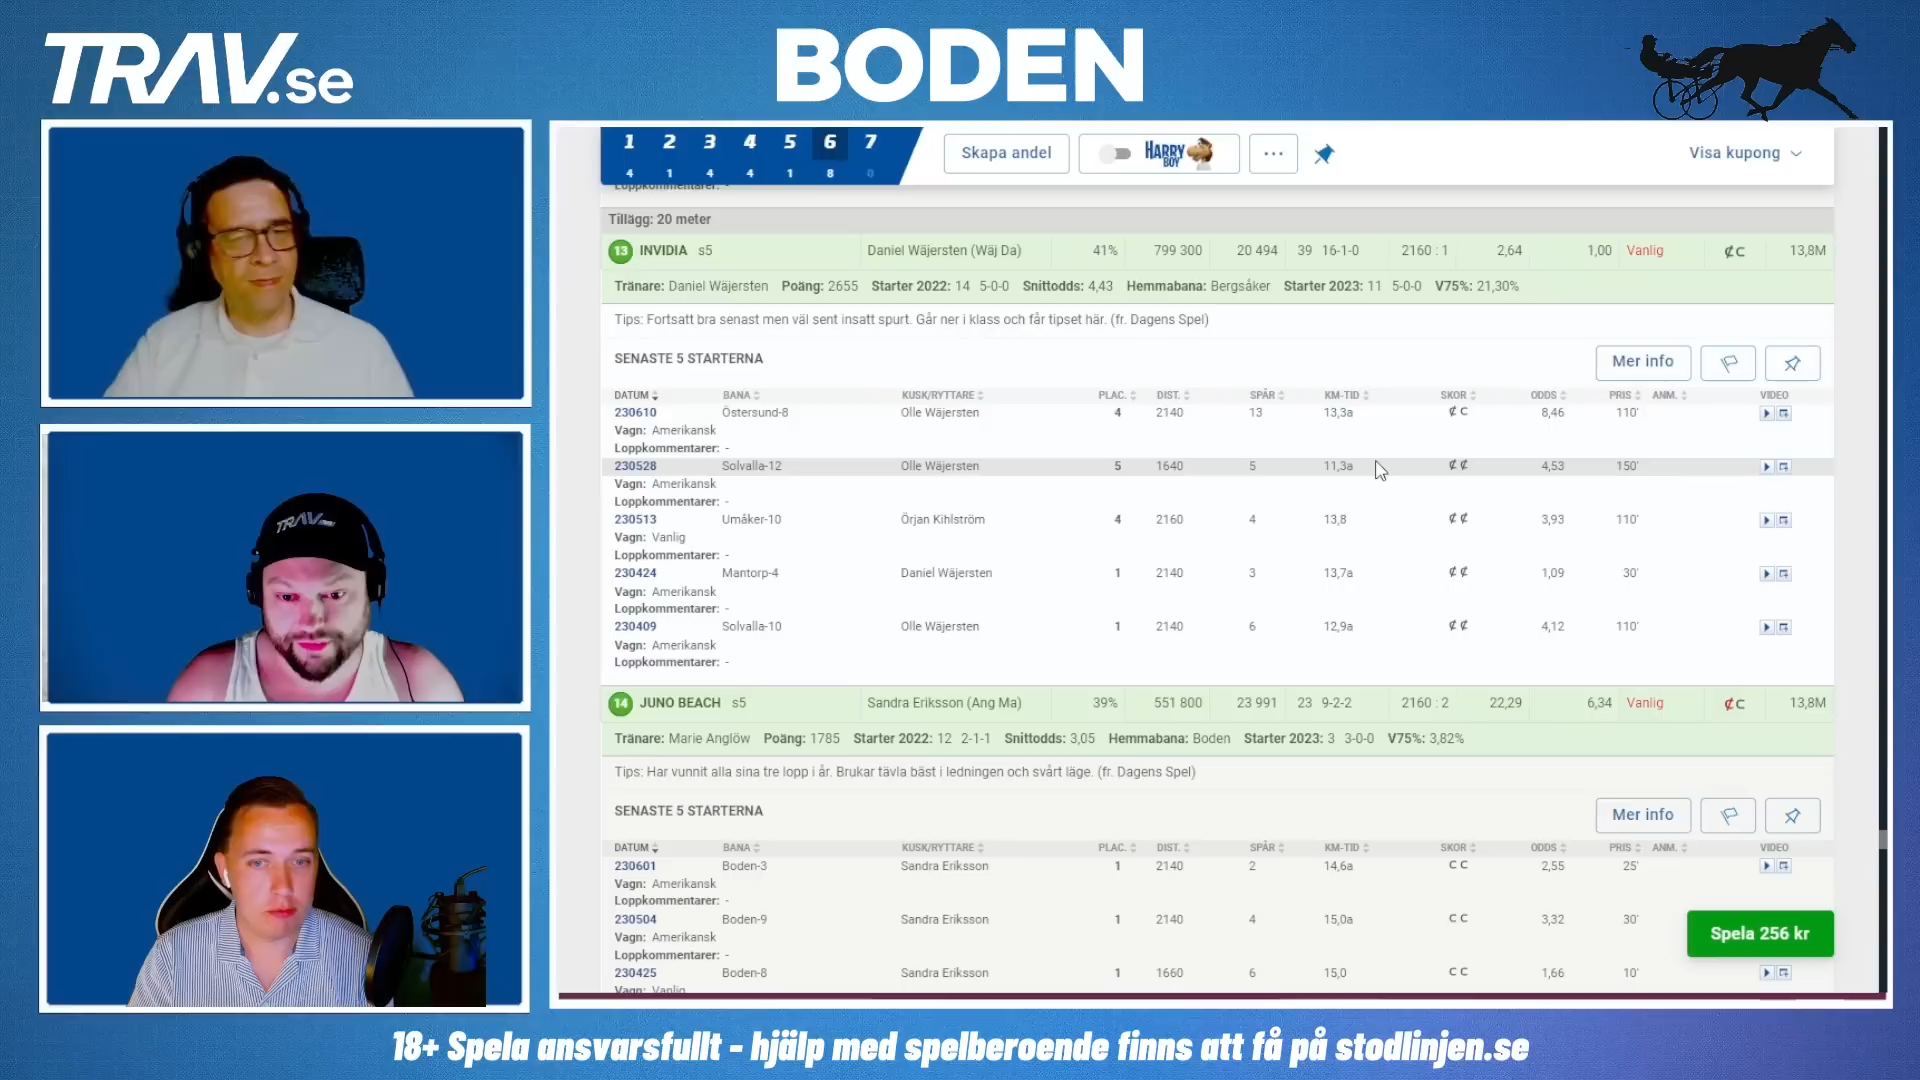 TRAV.se
BODEN
1 2 3 4 5 6 7
4 1 4 4 1 8 0
Skapa andel
HARRY BOY
...
Visa kupong
Loppkommentarer: -
Tillägg: 20 meter
13 INVIDIA s5 Daniel Wäjersten (Wäj Da) 41% 799 300 20 494 39 16-1-0 2160 : 1 2,64 1,00 Vanlig ȼ C 13,8M
Tränare: Daniel Wäjersten Poäng: 2655 Starter 2022: 14 5-0-0 Snittodds: 4,43 Hemmabana: Bergsåker Starter 2023: 11 5-0-0 V75%: 21,30%
Tips: Fortsatt bra senast men väl sent insatt spurt. Går ner i klass och får tipset här. (fr. Dagens Spel)
SENASTE 5 STARTERNA Mer info
DATUM BANA KUSK/RYTTARE PLAC. DIST. SPÅR KM-TID SKOR ODDS PRIS ANM. VIDEO
230610 Östersund-8 Olle Wäjersten 4 2140 13 13,3a ȼ C 8,46 110'
Vagn: Amerikansk
Loppkommentarer: -
230528 Solvalla-12 Olle Wäjersten 5 1640 5 11,3a ȼ ȼ 4,53 150'
Vagn: Amerikansk
Loppkommentarer: -
230513 Umåker-10 Örjan Kihlström 4 2160 4 13,8 ȼ ȼ 3,93 110'
Vagn: Vanlig
Loppkommentarer: -
230424 Mantorp-4 Daniel Wäjersten 1 2140 3 13,7a ȼ ȼ 1,09 30'
Vagn: Amerikansk
Loppkommentarer: -
230409 Solvalla-10 Olle Wäjersten 1 2140 6 12,9a ȼ ȼ 4,12 110'
Vagn: Amerikansk
Loppkommentarer: -
14 JUNO BEACH s5 Sandra Eriksson (Ang Ma) 39% 551 800 23 991 23 9-2-2 2160 : 2 22,29 6,34 Vanlig ȼ C 13,8M
Tränare: Marie Anglöw Poäng: 1785 Starter 2022: 12 2-1-1 Snittodds: 3,05 Hemmabana: Boden Starter 2023: 3 3-0-0 V75%: 3,82%
Tips: Har vunnit alla sina tre lopp i år. Brukar tävla bäst i ledningen och svårt läge. (fr. Dagens Spel)
SENASTE 5 STARTERNA Mer info
DATUM BANA KUSK/RYTTARE PLAC. DIST. SPÅR KM-TID SKOR ODDS PRIS ANM. VIDEO
230601 Boden-3 Sandra Eriksson 1 2140 2 14,6a C C 2,55 25'
Vagn: Amerikansk
Loppkommentarer: -
230504 Boden-9 Sandra Eriksson 1 2140 4 15,0a C C 3,32 30'
Vagn: Amerikansk
Loppkommentarer: -
230425 Boden-8 Sandra Eriksson 1 1660 6 15,0 C C 1,66 10'
Vagn: Vanlig
Spela 256 kr
TRAV
18+ Spela ansvarsfullt - hjälp med spelberoende finns att få på stodlinjen.se